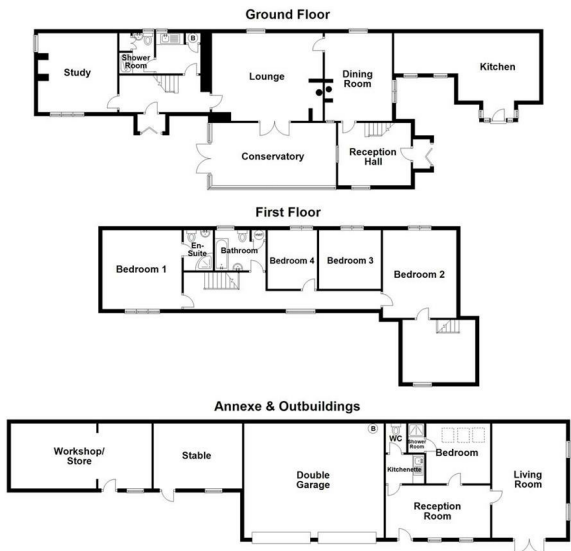 Ground Floor
B
Study
Shower
Room
Lounge
Dining
Room
Kitchen
Conservatory
Reception
Hall
First Floor
Bedroom 1
En-
Suite
Bathroom
Bedroom 4
Bedroom 3
Bedroom 2
Annexe & Outbuildings
B
Workshop/
Store
Stable
Double
Garage
WC
Shower
Room
Kitchenette
Bedroom
Reception
Room
Living
Room